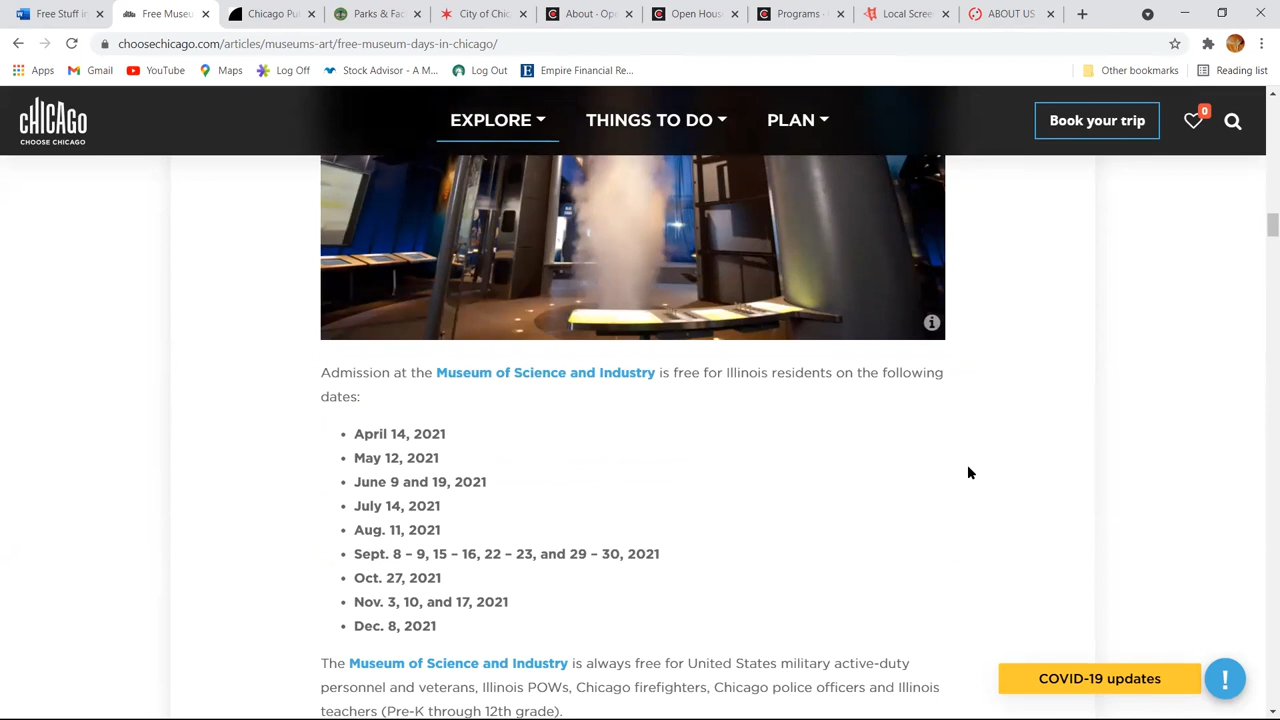 Free Stuff in
Free Museu
Chicago Pu
Parks & Fac
City of Chic
About - Ope
Open Hous
Programs -
Local Scree
ABOUT US
choosechicago.com/articles/museums-art/free-museum-days-in-chicago/
Apps
Gmail
YouTube
Maps
Log Off
Stock Advisor - A M...
Log Out
Empire Financial Re...
Other bookmarks
Reading list
CHICAGO
CHOOSE CHICAGO
EXPLORE
THINGS TO DO
PLAN
Book your trip
0
Admission at the Museum of Science and Industry is free for Illinois residents on the following
dates:
• April 14, 2021
• May 12, 2021
• June 9 and 19, 2021
• July 14, 2021
• Aug. 11, 2021
• Sept. 8 – 9, 15 – 16, 22 – 23, and 29 – 30, 2021
• Oct. 27, 2021
• Nov. 3, 10, and 17, 2021
• Dec. 8, 2021
The Museum of Science and Industry is always free for United States military active-duty
personnel and veterans, Illinois POWs, Chicago firefighters, Chicago police officers and Illinois
teachers (Pre-K through 12th grade).
COVID-19 updates
!